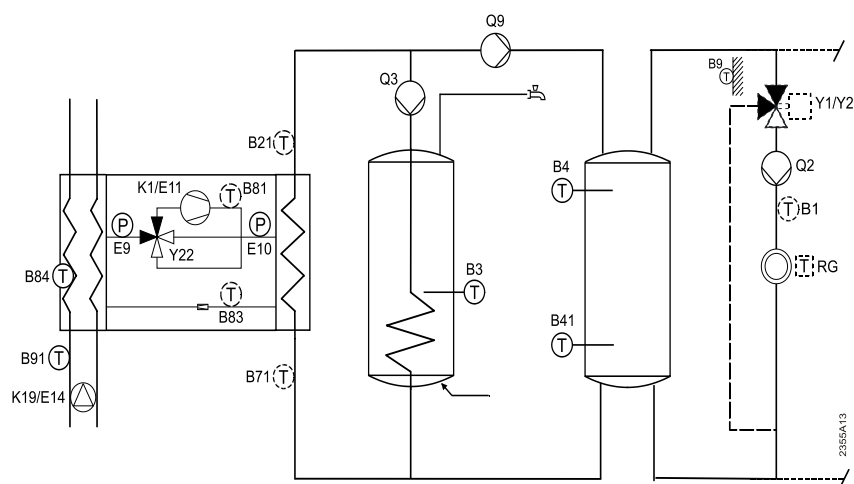 Q9
Q3
B9
T
Y1/Y2
B21 T
K1/E11
T B81
B4
T
Q2
P
P
E9
E10
Y22
T B1
B84 T
T
B83
B3
T
T RG
B41
T
B91 T
B71 T
K19/E14
2355A13